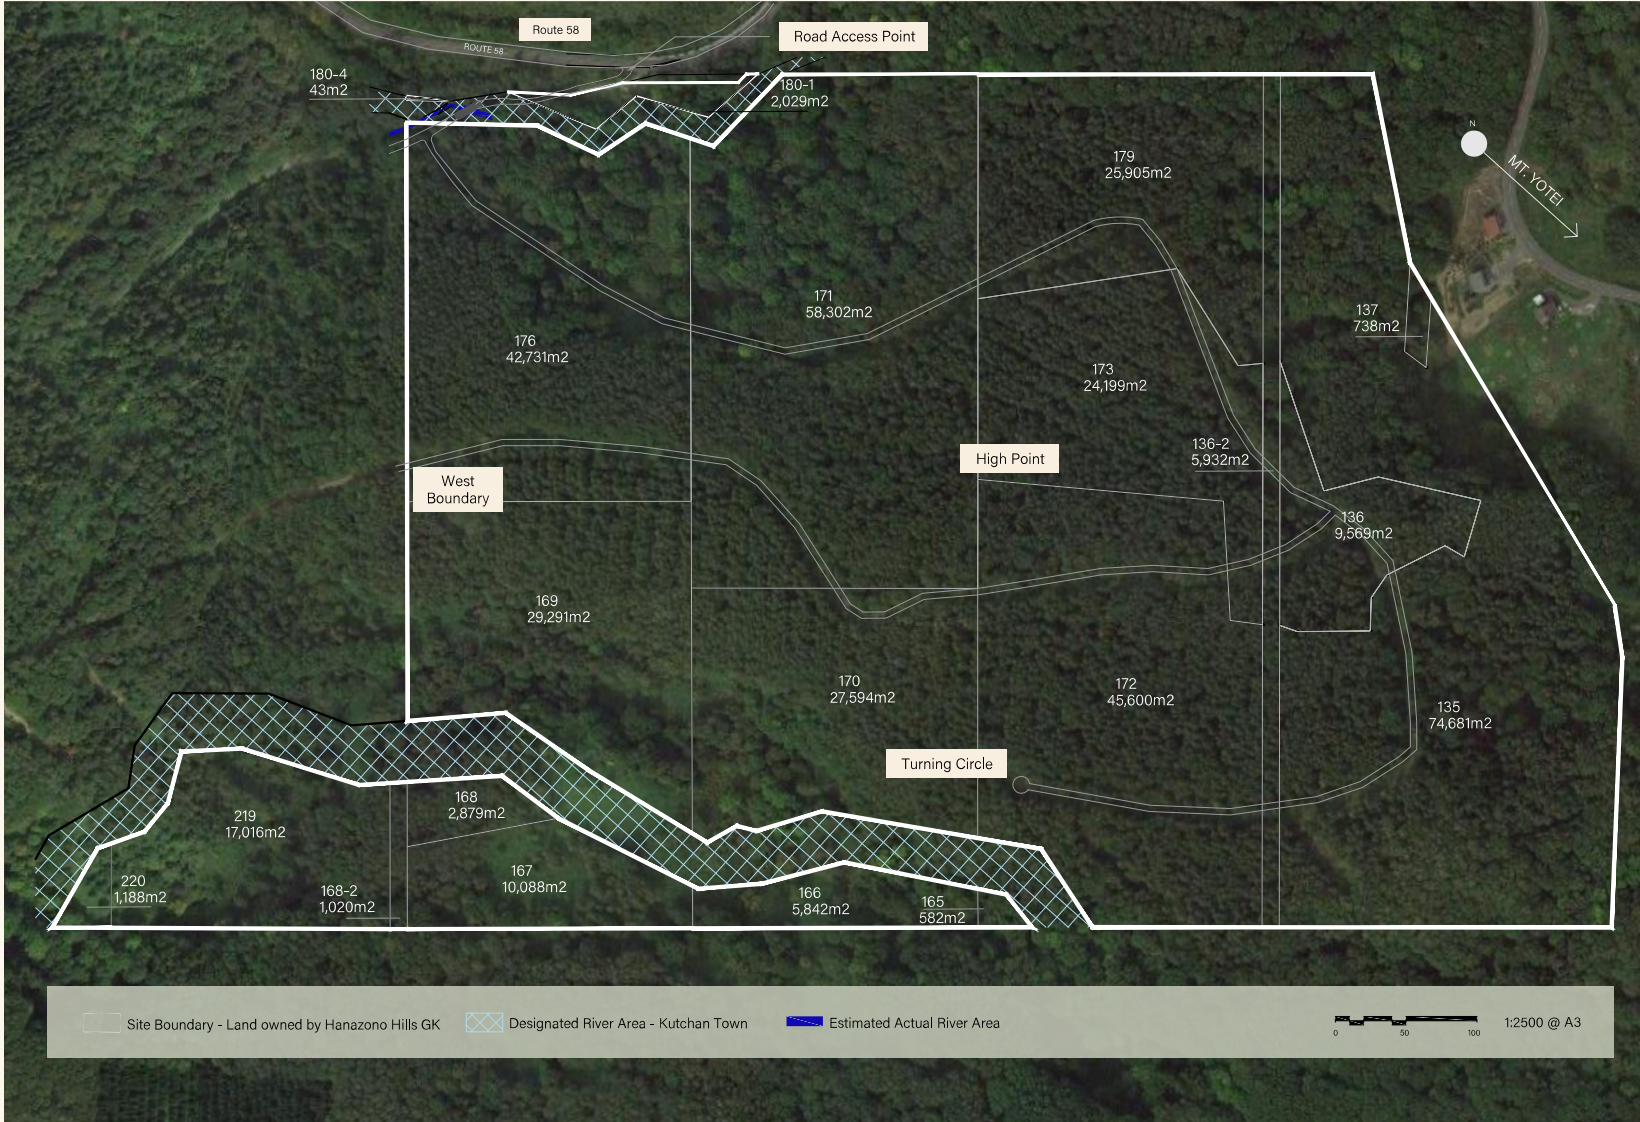 Route 58
ROUTE 58
Road Access Point
180-4
43m2
180-1
2,029m2
N
MT. YOTEI
179
25,905m2
171
58,302m2
137
738m2
176
42,731m2
173
24,199m2
136-2
5,932m2
High Point
West
Boundary
136
9,569m2
169
29,291m2
170
27,594m2
172
45,600m2
135
74,681m2
Turning Circle
168
2,879m2
219
17,016m2
167
10,088m2
220
1,188m2
168-2
1,020m2
166
5,842m2
165
582m2
Site Boundary - Land owned by Hanazono Hills GK
Designated River Area - Kutchan Town
Estimated Actual River Area
0 50 100
1:2500 @ A3